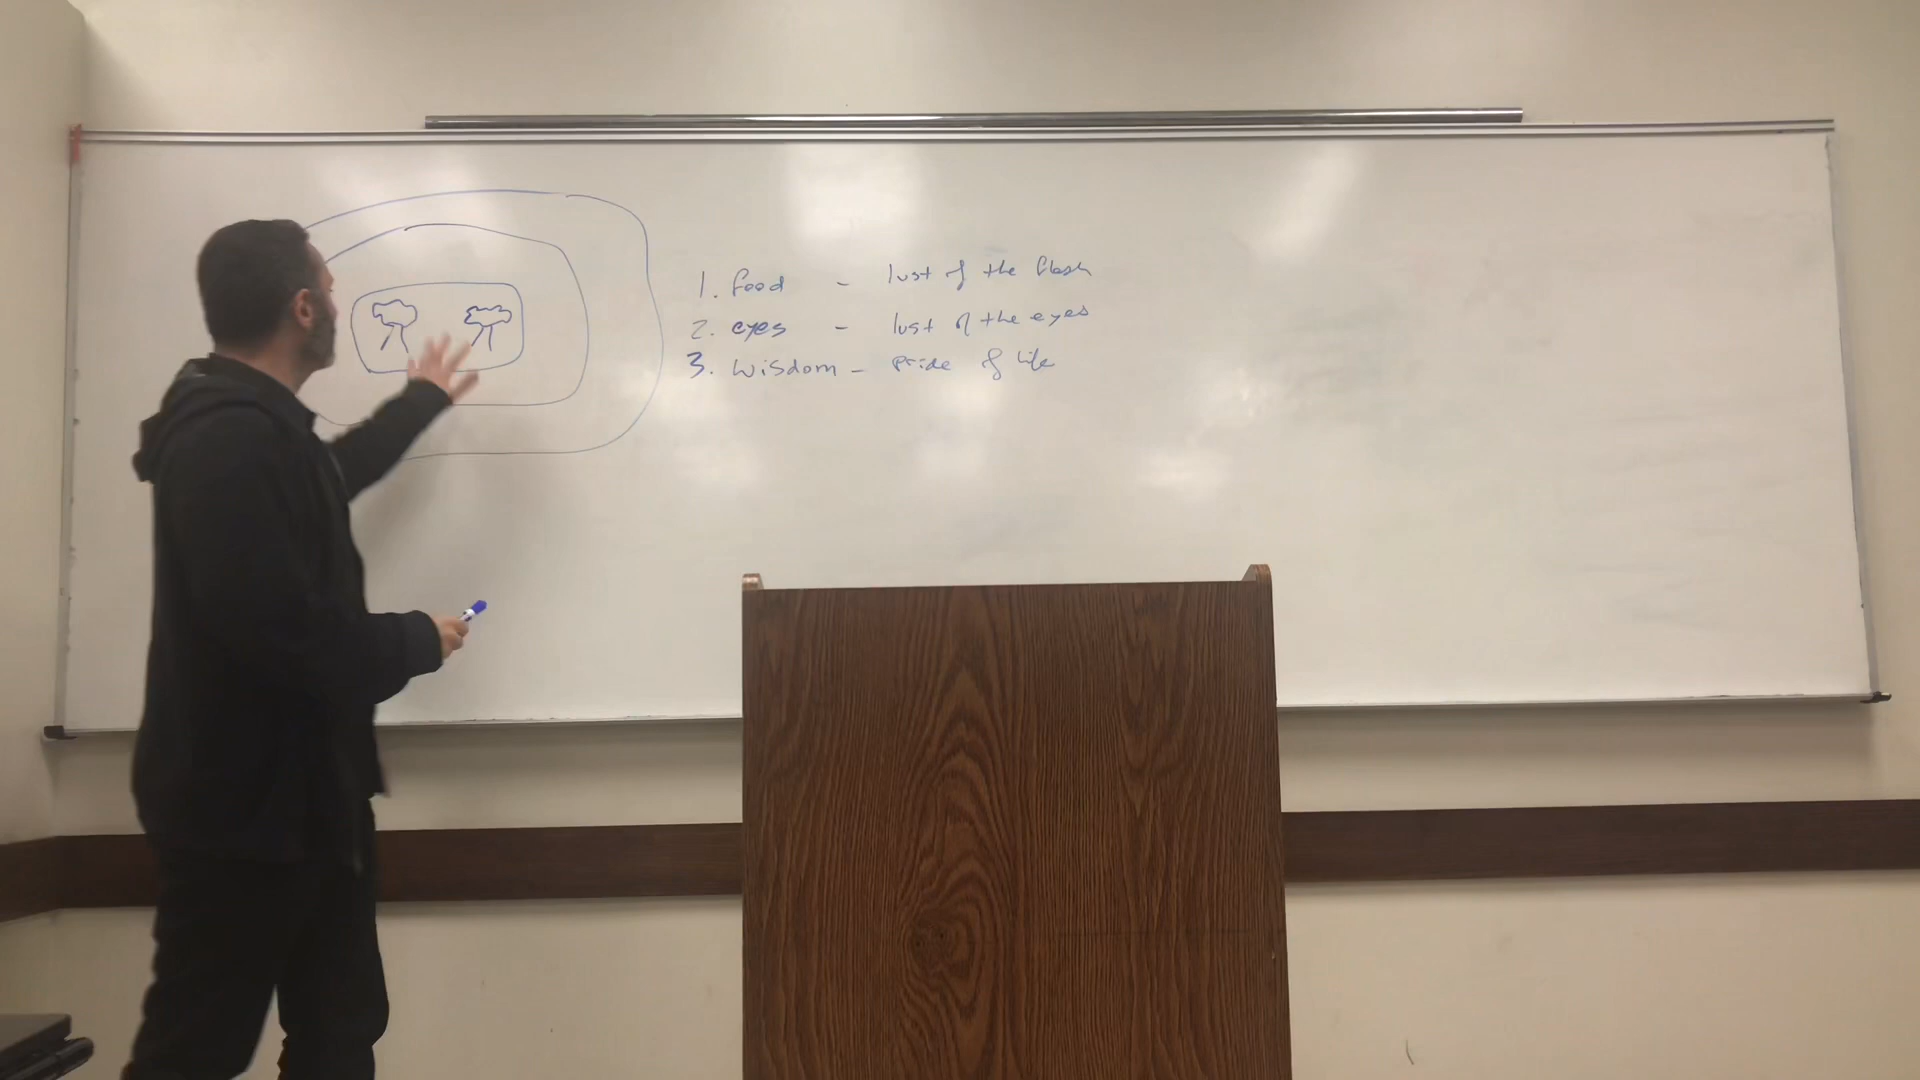 1. food - lust of the flesh
2. eyes - lust of the eyes
3. wisdom - pride of life